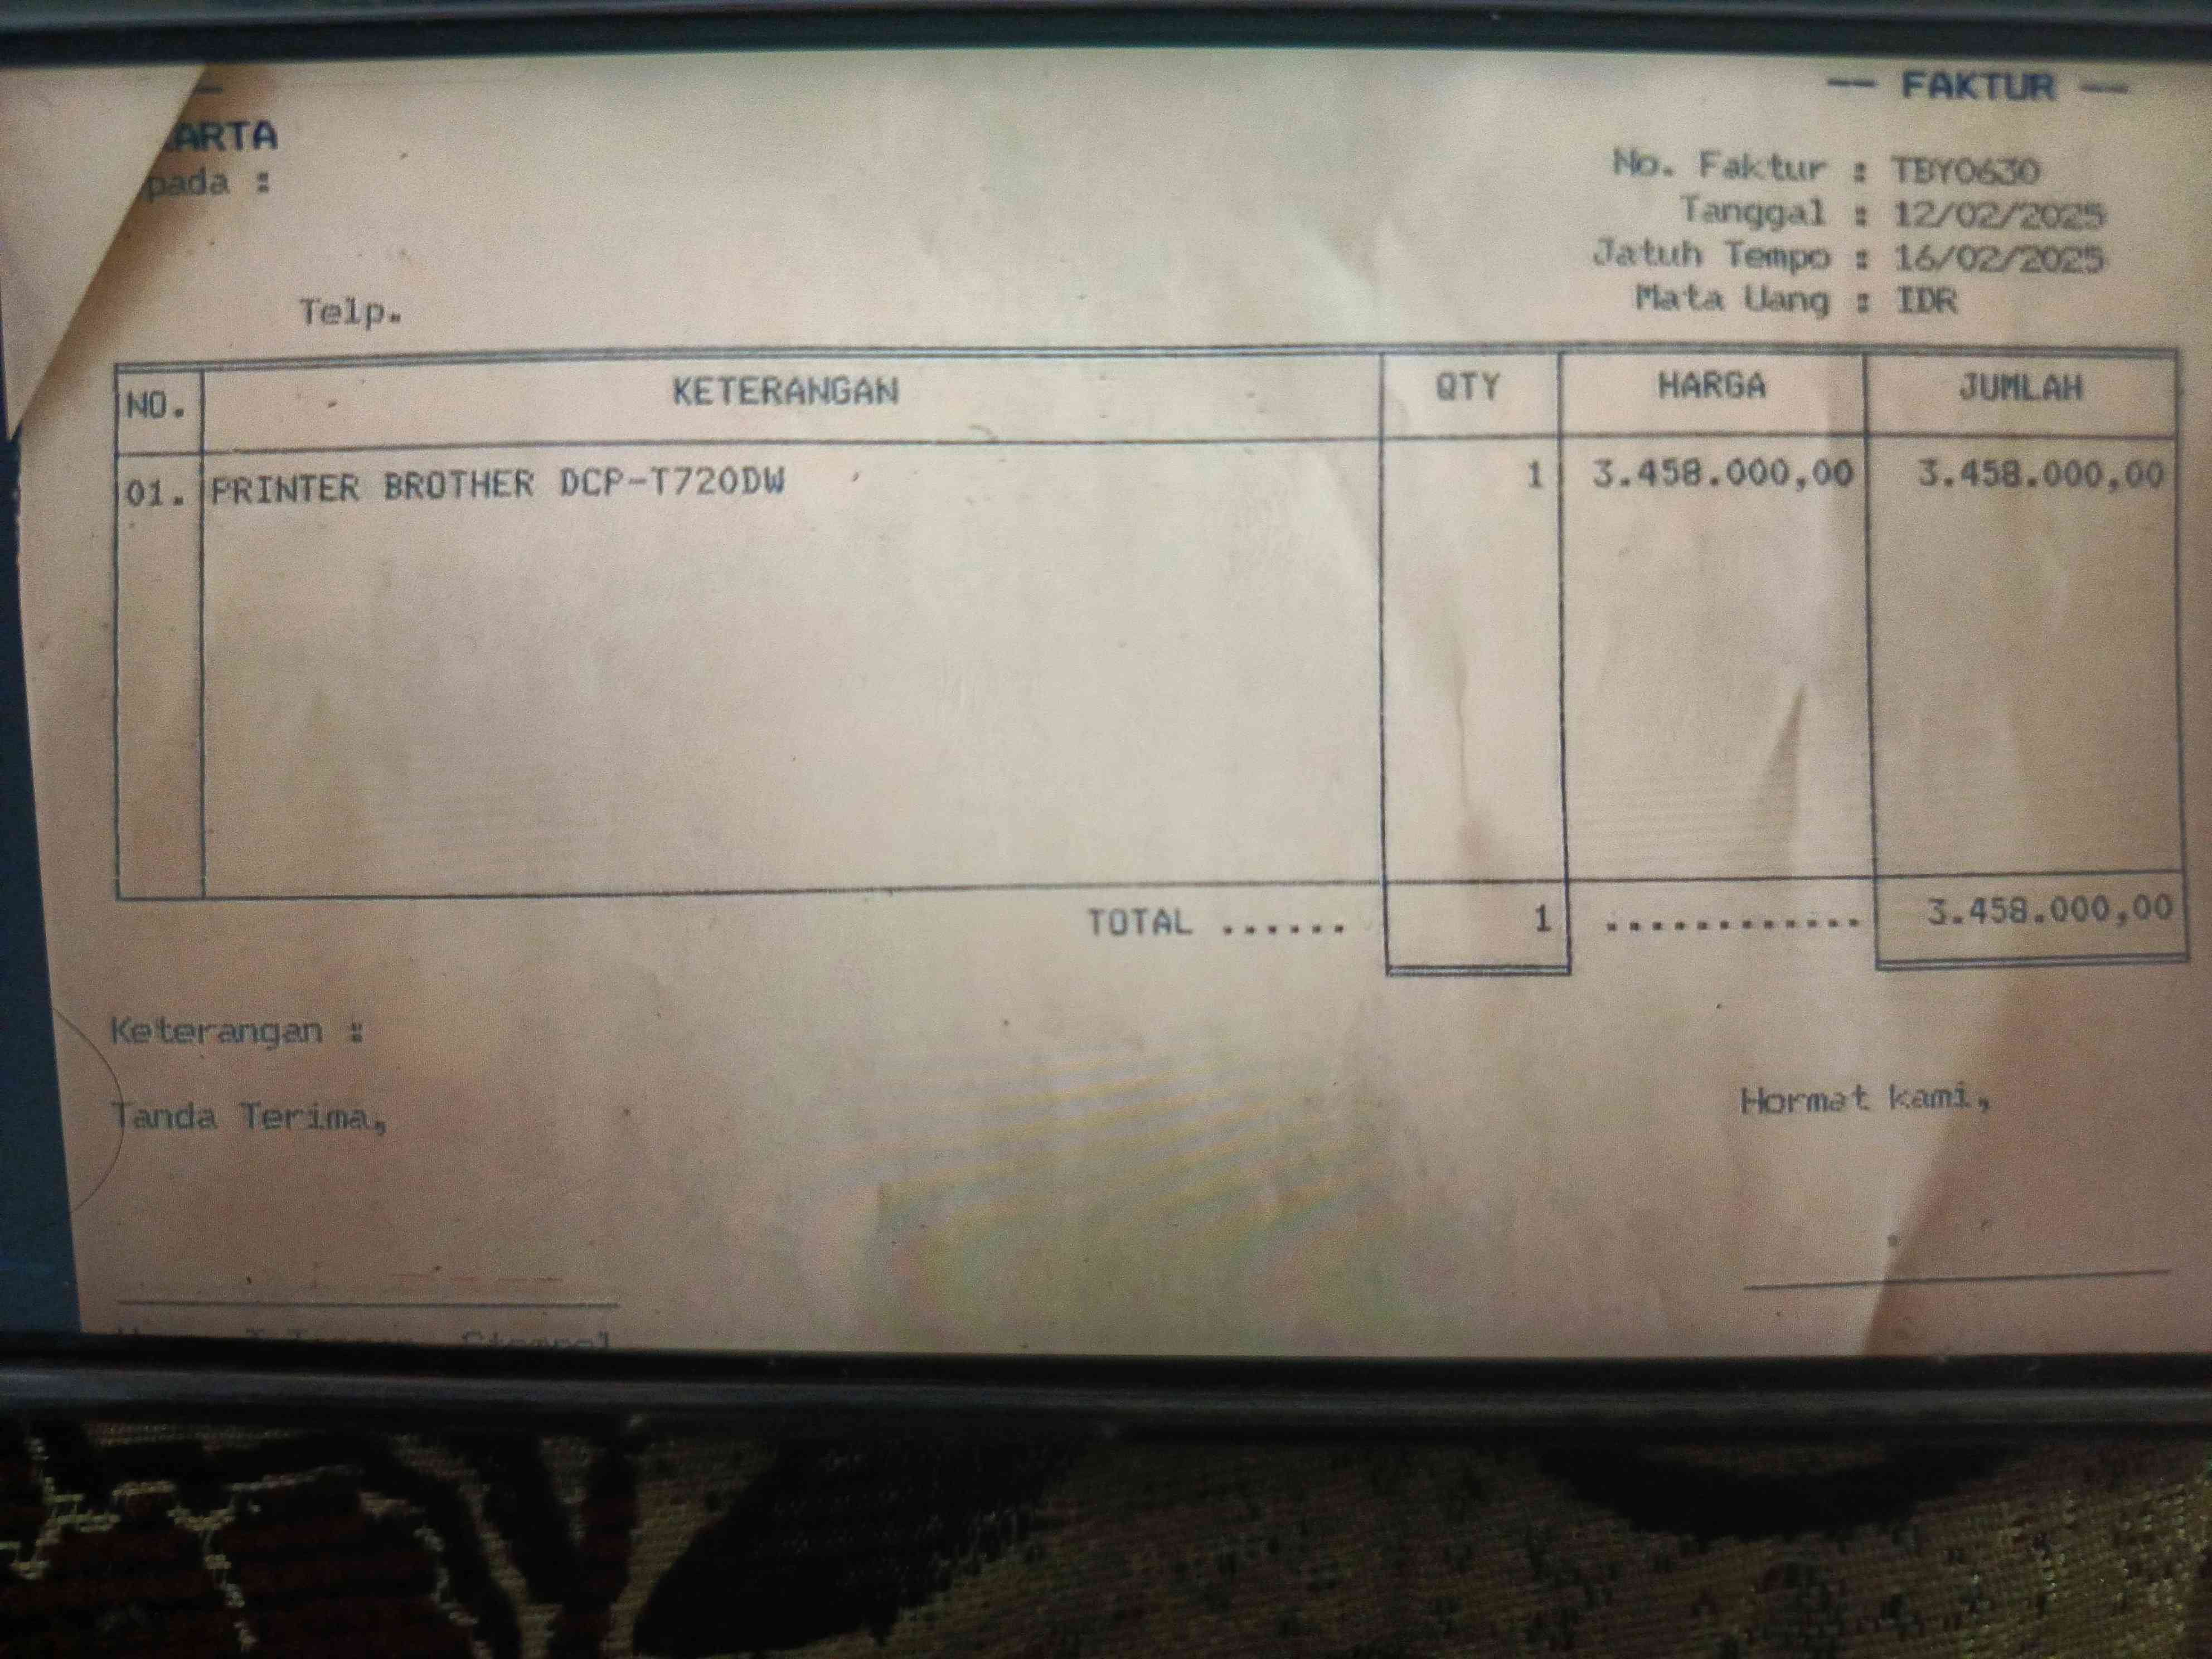 -- FAKTUR --
ARTA
pada :
No. Faktur : TBY0630
Tanggal : 12/02/2025
Jatuh Tempo : 16/02/2025
Mata Uang : IDR
Telp.
NO. KETERANGAN QTY HARGA JUMLAH
01. PRINTER BROTHER DCP-T720DW 1 3.458.000,00 3.458.000,00
TOTAL ...... 1 ............ 3.458.000,00
Keterangan :
Tanda Terima,
Hormat kami,